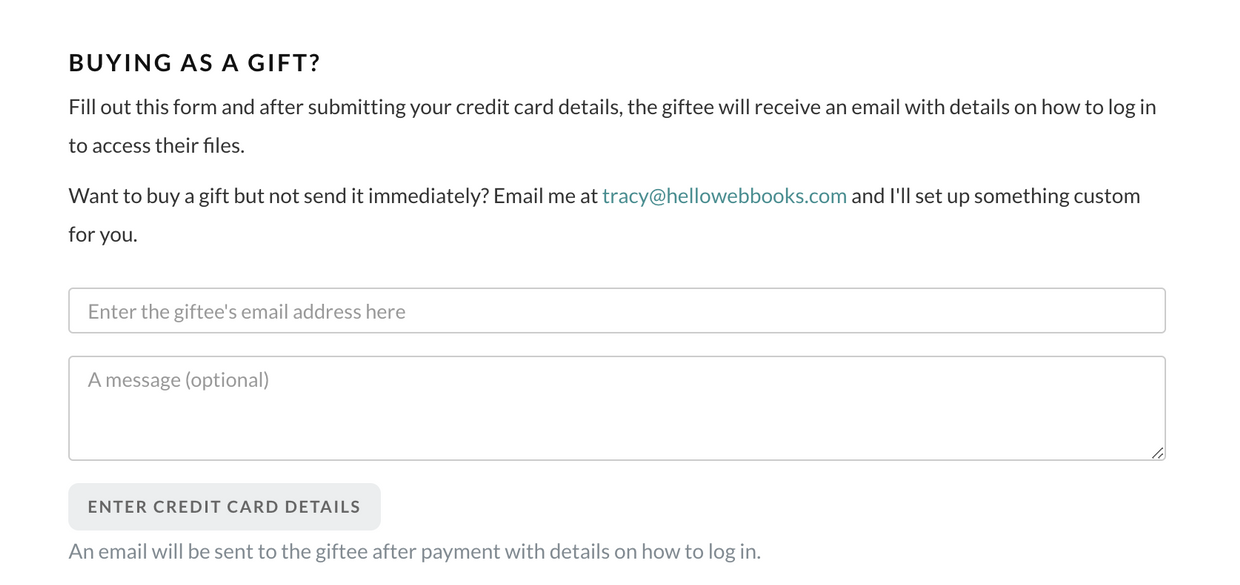 BUYING AS A GIFT?
Fill out this form and after submitting your credit card details, the giftee will receive an email with details on how to log in
to access their files.
Want to buy a gift but not send it immediately? Email me at tracy@hellowebbooks.com and I'll set up something custom
for you.
Enter the giftee's email address here
A message (optional)
ENTER CREDIT CARD DETAILS
An email will be sent to the giftee after payment with details on how to log in.